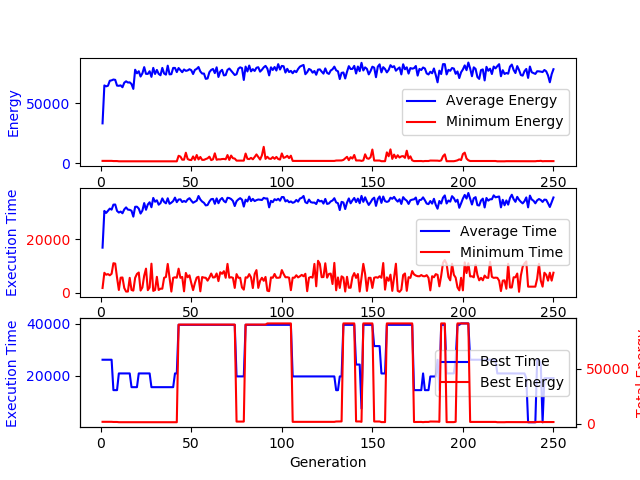 Energy
50000
0
Average Energy
Minimum Energy
0 50 100 150 200 250
Execution Time
20000
0
Average Time
Minimum Time
0 50 100 150 200 250
Execution Time
40000
20000
Best Time
Best Energy
50000
0
Total Energy
0 50 100 150 200 250
Generation